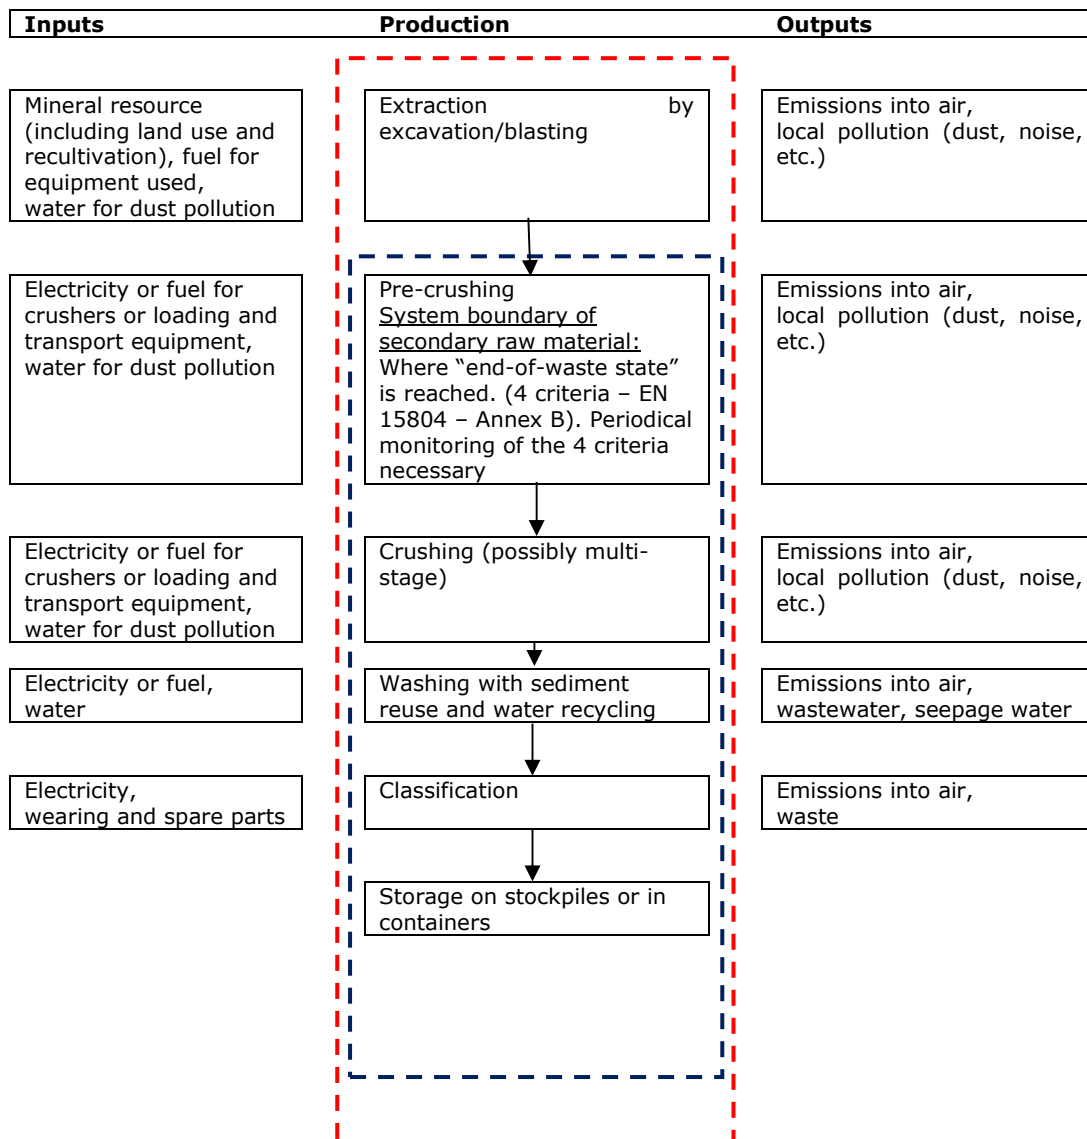 Inputs Production Outputs
Mineral resource
(including land use and
recultivation), fuel for
equipment used,
water for dust pollution
Extraction by
excavation/blasting
Emissions into air,
local pollution (dust, noise,
etc.)
Electricity or fuel for
crushers or loading and
transport equipment,
water for dust pollution
Pre-crushing
System boundary of
secondary raw material:
Where “end-of-waste state”
is reached. (4 criteria – EN
15804 – Annex B). Periodical
monitoring of the 4 criteria
necessary
Emissions into air,
local pollution (dust, noise,
etc.)
Electricity or fuel for
crushers or loading and
transport equipment,
water for dust pollution
Crushing (possibly multi-
stage)
Emissions into air,
local pollution (dust, noise,
etc.)
Electricity or fuel,
water
Washing with sediment
reuse and water recycling
Emissions into air,
wastewater, seepage water
Electricity,
wearing and spare parts
Classification
Emissions into air,
waste
Storage on stockpiles or in
containers